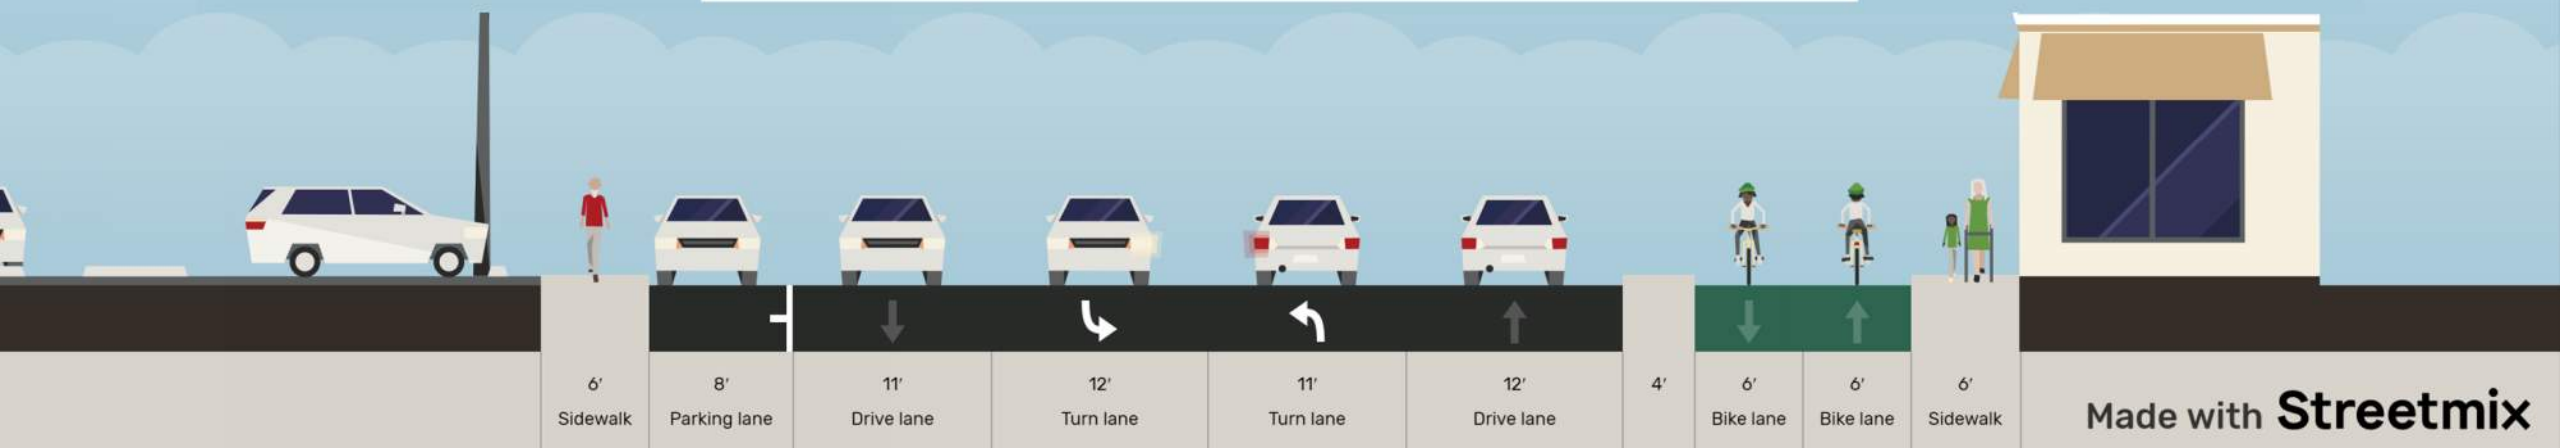 6' 8' 11' 12' 11' 12' 4' 6' 6' 6'
Sidewalk Parking lane Drive lane Turn lane Turn lane Drive lane Bike lane Bike lane Sidewalk
Made with Streetmix